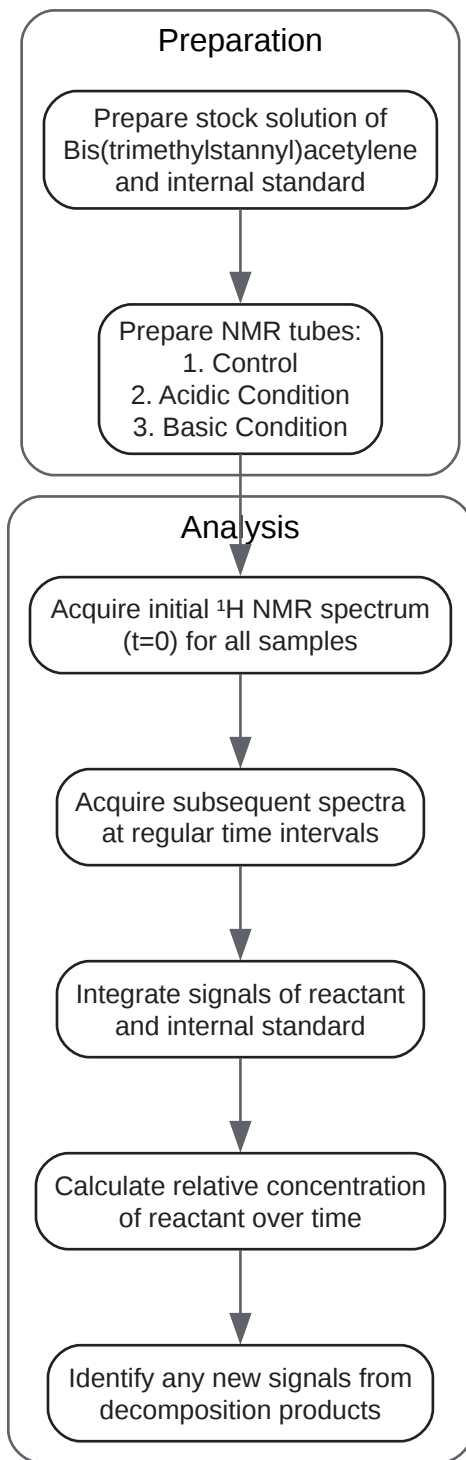 Preparation
Prepare stock solution of
Bis(trimethylstannyl)acetylene
and internal standard
Prepare NMR tubes:
1. Control
2. Acidic Condition
3. Basic Condition
Analysis
Acquire initial ¹H NMR spectrum
(t=0) for all samples
Acquire subsequent spectra
at regular time intervals
Integrate signals of reactant
and internal standard
Calculate relative concentration
of reactant over time
Identify any new signals from
decomposition products